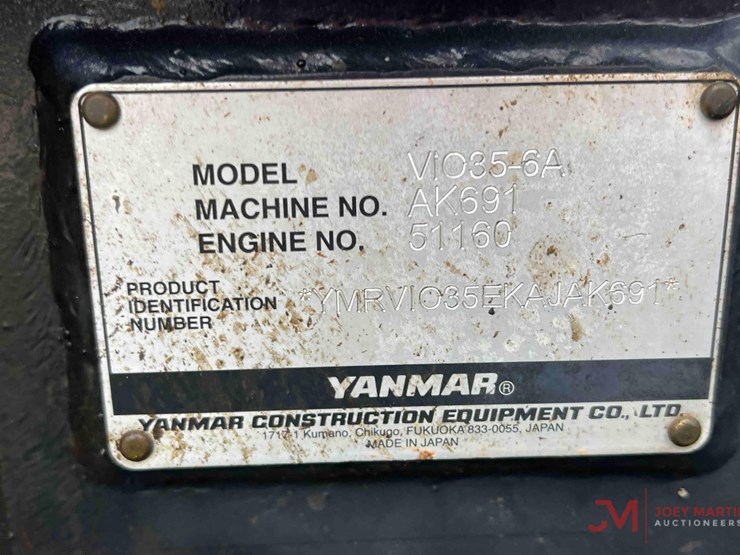 MODEL VIO35-6A
MACHINE NO. AK691
ENGINE NO. 51160
PRODUCT
IDENTIFICATION
NUMBER
*YMRVIO35EKAJAK691*
YANMAR®
YANMAR CONSTRUCTION EQUIPMENT CO., LTD.
1717-1 Kumano, Chikugo, FUKUOKA 833-0055, JAPAN
MADE IN JAPAN
JM JOEY MARTIN
AUCTIONEERS